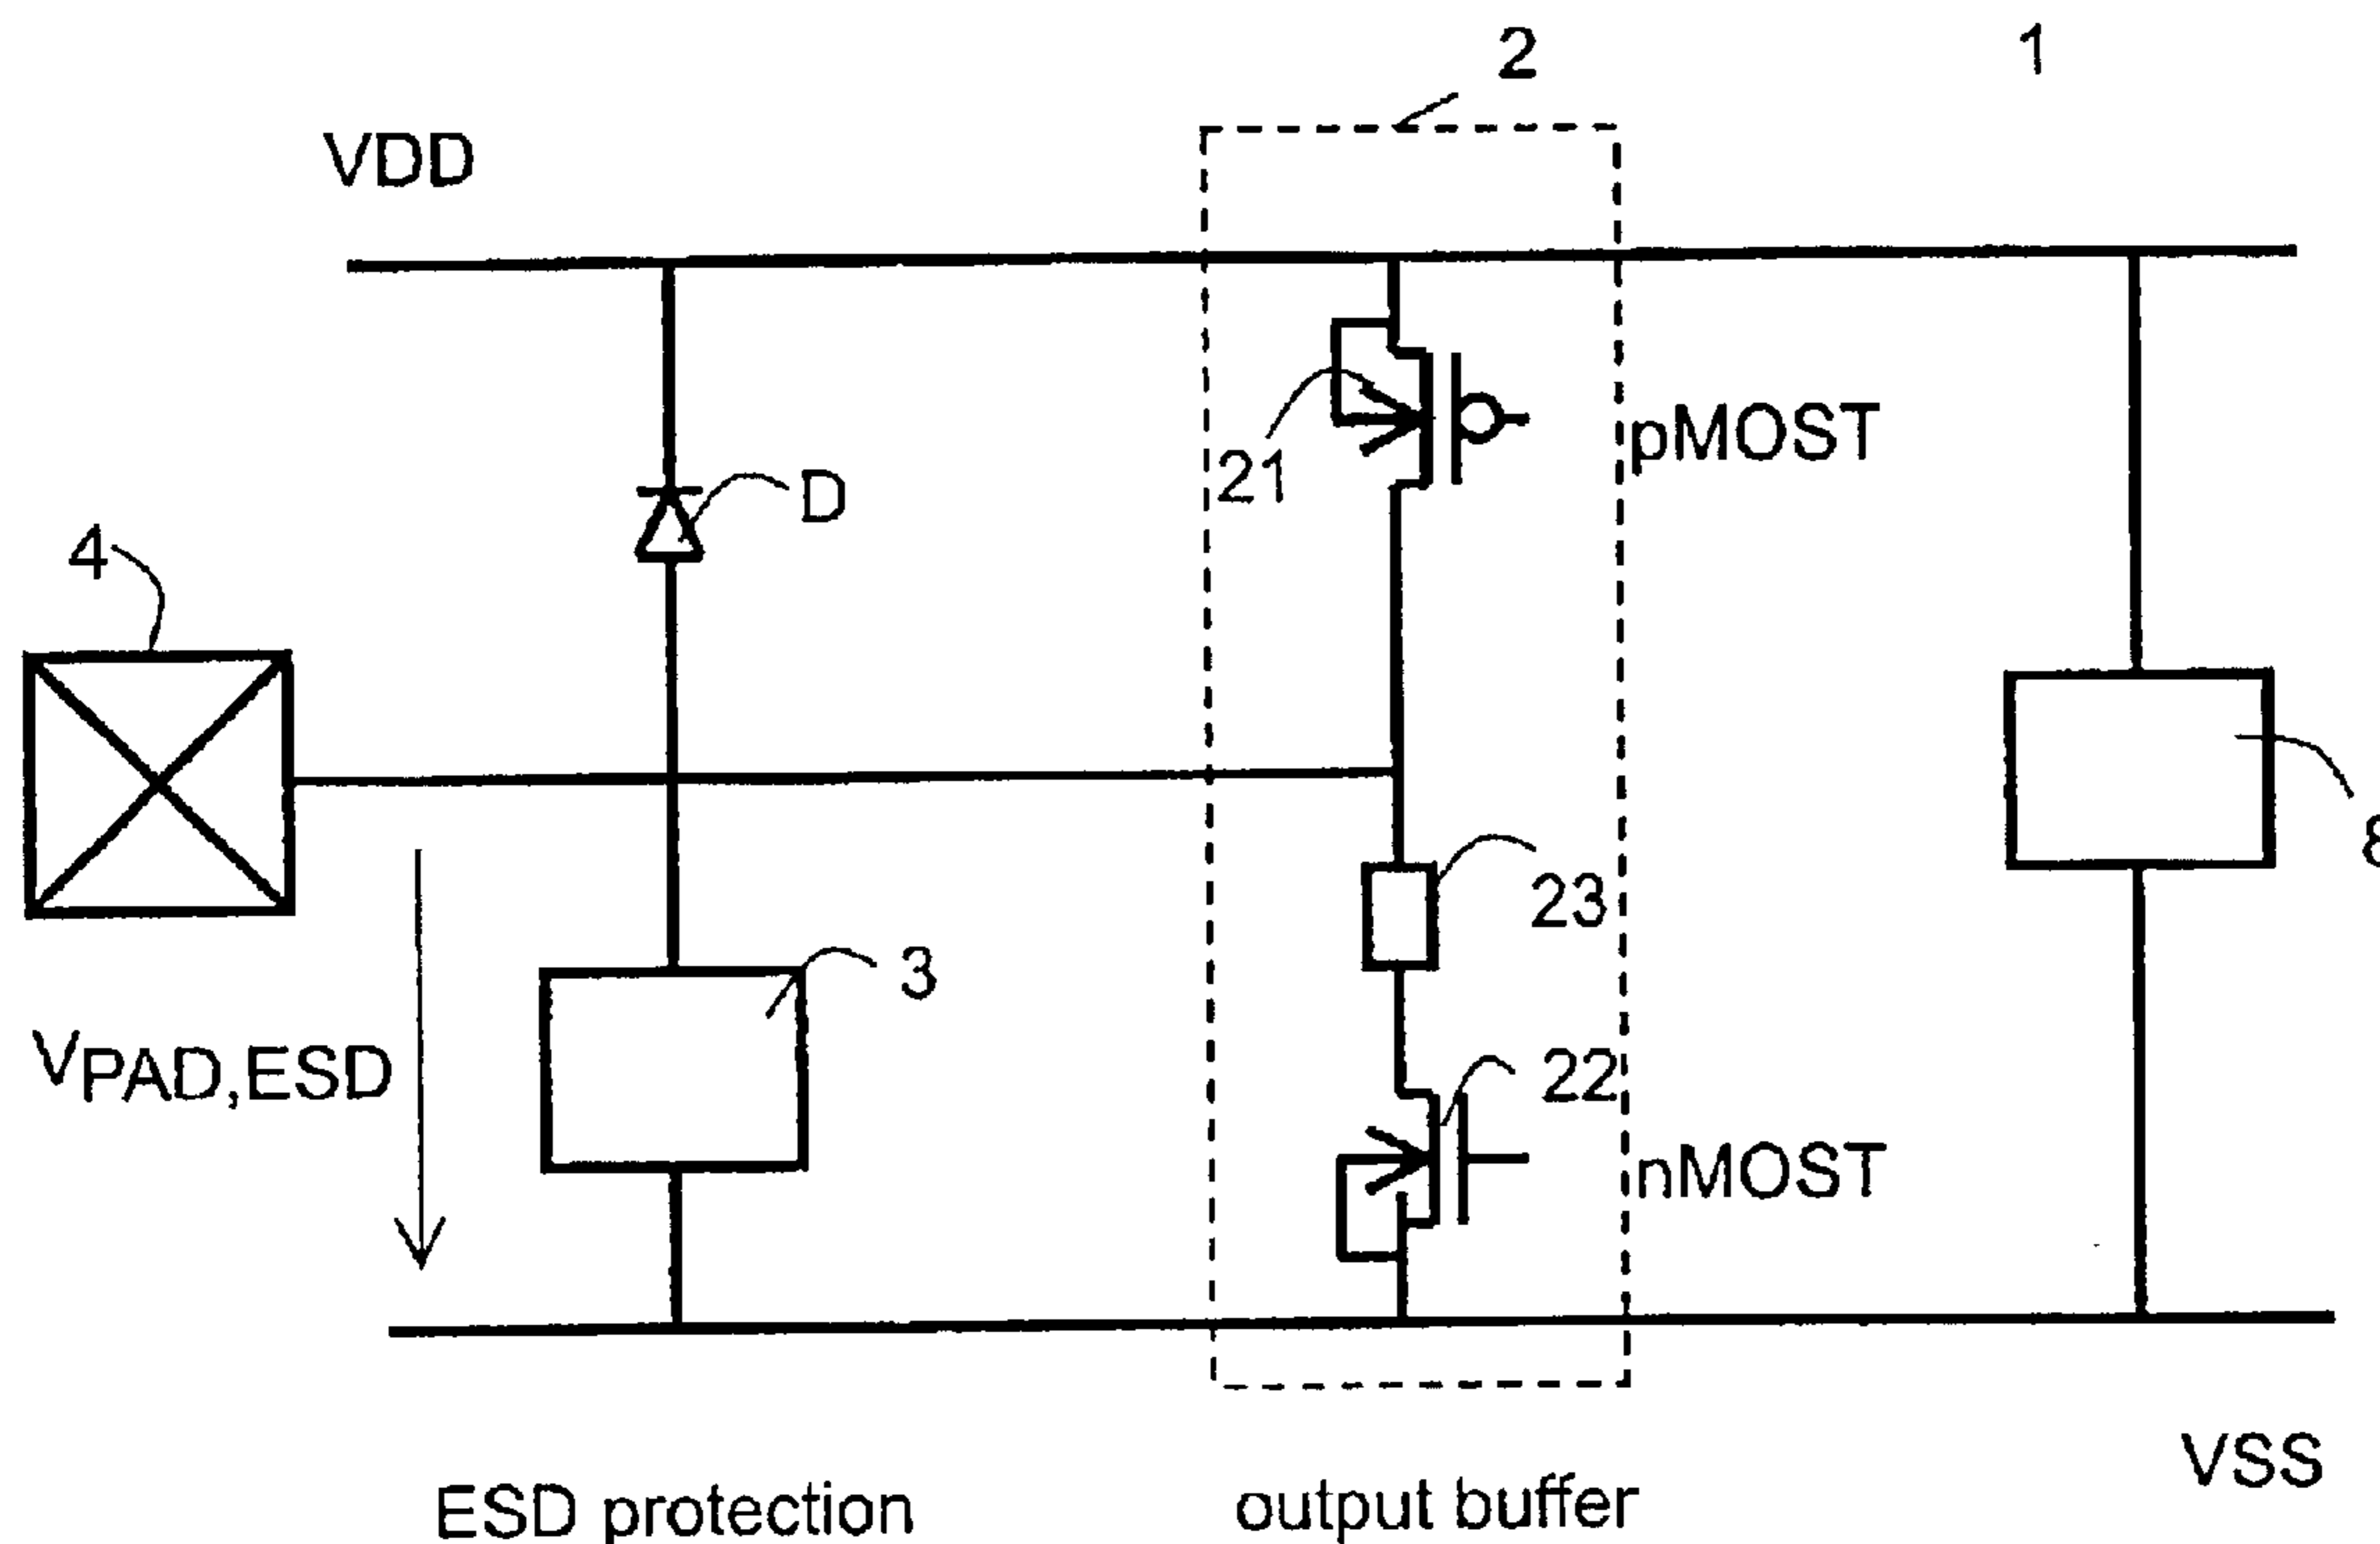 2
1
VDD
pMOST
21
D
4
8
23
3
VPAD,ESD
22
nMOST
VSS
ESD protection
output buffer